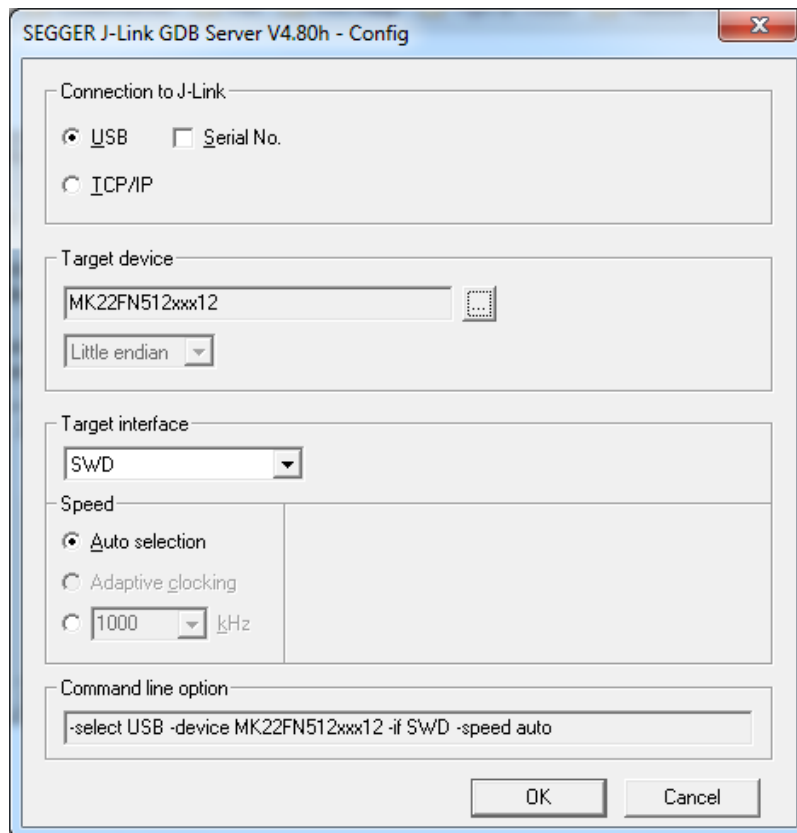 SEGGER J-Link GDB Server V4.80h - Config
Connection to J-Link
USB Serial No.
TCP/IP
Target device
MK22FN512xxx12 ...
Little endian
Target interface
SWD
Speed
Auto selection
Adaptive clocking
1000 kHz
Command line option
-select USB -device MK22FN512xxx12 -if SWD -speed auto
OK Cancel